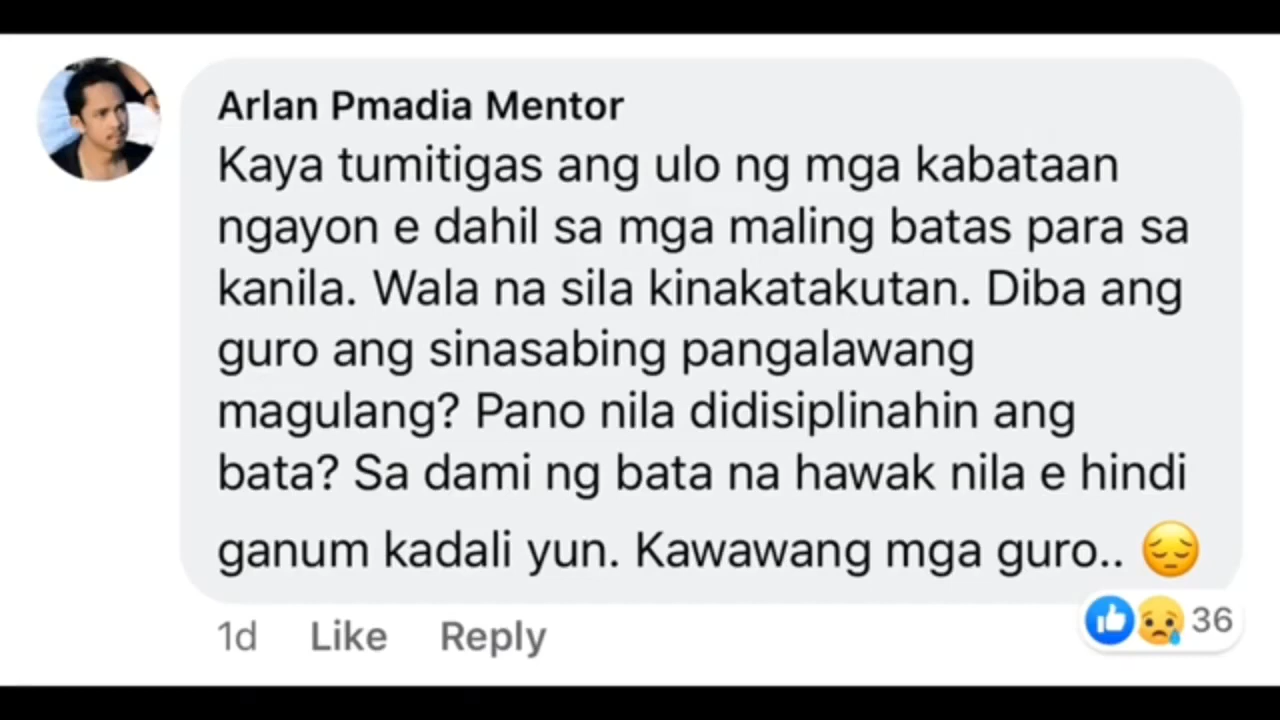 Arlan Pmadia Mentor
Kaya tumitigas ang ulo ng mga kabataan
ngayon e dahil sa mga maling batas para sa
kanila. Wala na sila kinakatakutan. Diba ang
guro ang sinasabing pangalawang
magulang? Pano nila didisiplinahin ang
bata? Sa dami ng bata na hawak nila e hindi
ganum kadali yun. Kawawang mga guro.. 😔
36
1d Like Reply